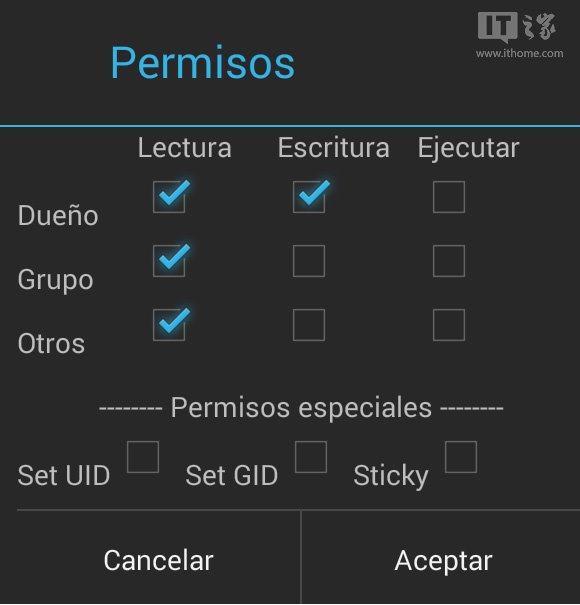 IT之家
www.ithome.com
Permisos
Lectura Escritura Ejecutar
Dueño
Grupo
Otros
-------- Permisos especiales --------
Set UID Set GID Sticky
Cancelar Aceptar